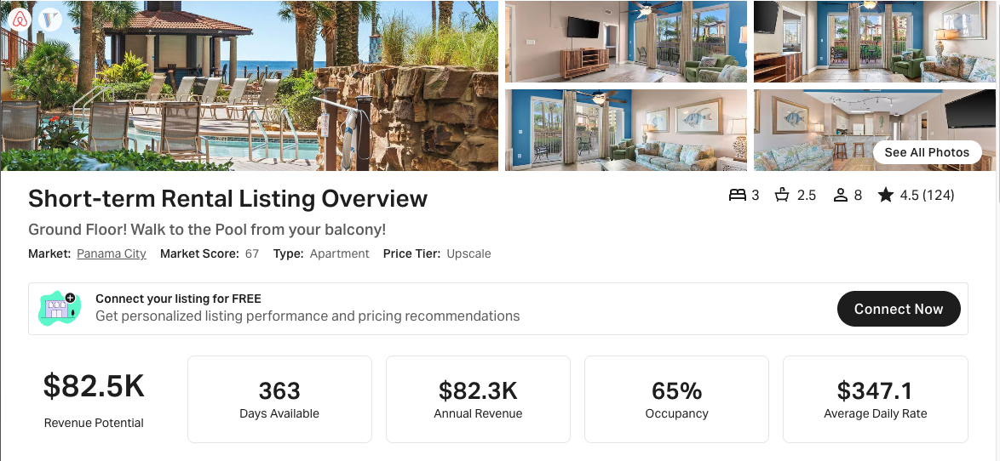 See All Photos
Short-term Rental Listing Overview
3 2.5 8 4.5 (124)
Ground Floor! Walk to the Pool from your balcony!
Market: Panama City Market Score: 67 Type: Apartment Price Tier: Upscale
Connect your listing for FREE
Get personalized listing performance and pricing recommendations
Connect Now
$82.5K
Revenue Potential
363
Days Available
$82.3K
Annual Revenue
65%
Occupancy
$347.1
Average Daily Rate